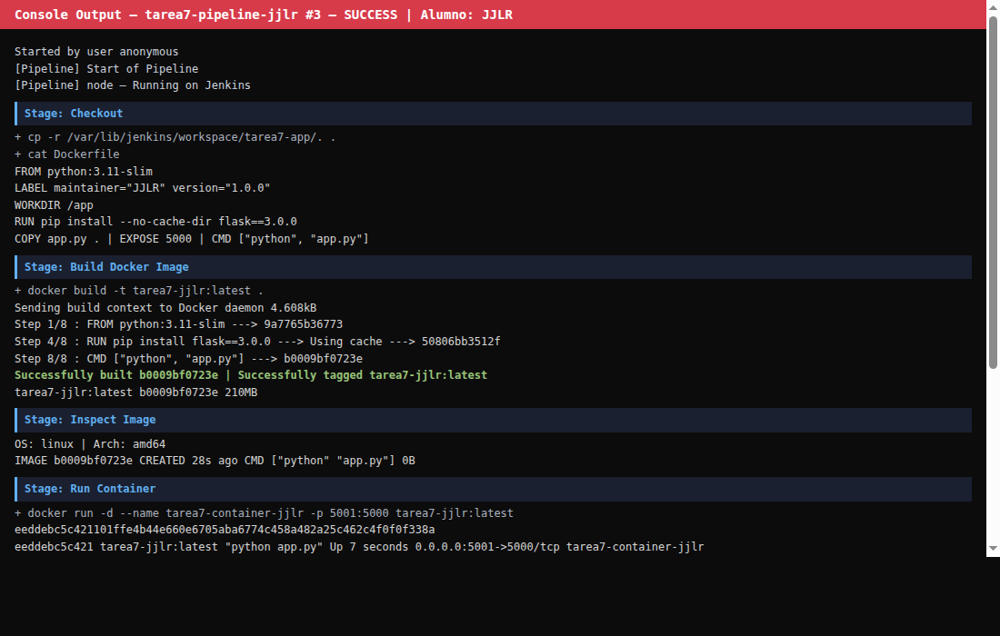 Console Output — tarea7-pipeline-jjlr #3 — SUCCESS | Alumno: JJLR
Started by user anonymous
[Pipeline] Start of Pipeline
[Pipeline] node — Running on Jenkins
Stage: Checkout
+ cp -r /var/lib/jenkins/workspace/tarea7-app/. .
+ cat Dockerfile
FROM python:3.11-slim
LABEL maintainer="JJLR" version="1.0.0"
WORKDIR /app
RUN pip install --no-cache-dir flask==3.0.0
COPY app.py . | EXPOSE 5000 | CMD ["python", "app.py"]
Stage: Build Docker Image
+ docker build -t tarea7-jjlr:latest .
Sending build context to Docker daemon 4.608kB
Step 1/8 : FROM python:3.11-slim ---> 9a7765b36773
Step 4/8 : RUN pip install flask==3.0.0 ---> Using cache ---> 50806bb3512f
Step 8/8 : CMD ["python", "app.py"] ---> b0009bf0723e
Successfully built b0009bf0723e | Successfully tagged tarea7-jjlr:latest
tarea7-jjlr:latest b0009bf0723e 210MB
Stage: Inspect Image
OS: linux | Arch: amd64
IMAGE b0009bf0723e CREATED 28s ago CMD ["python" "app.py"] 0B
Stage: Run Container
+ docker run -d --name tarea7-container-jjlr -p 5001:5000 tarea7-jjlr:latest
eeddebc5c421101ffe4b44e660e6705aba6774c458a482a25c462c4f0f0f338a
eeddebc5c421 tarea7-jjlr:latest "python app.py" Up 7 seconds 0.0.0.0:5001->5000/tcp tarea7-container-jjlr